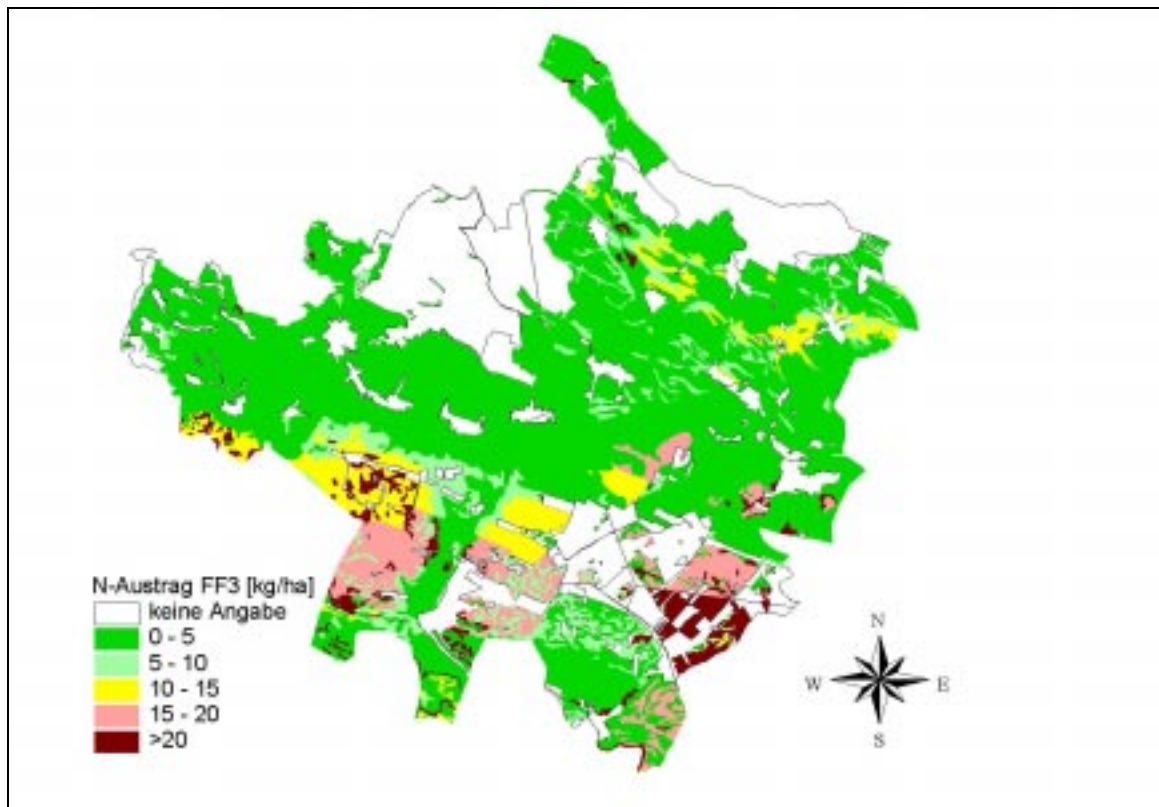 N-Austrag FF3 [kg/ha]
keine Angabe
0 - 5
5 - 10
10 - 15
15 - 20
>20
N
W
E
S